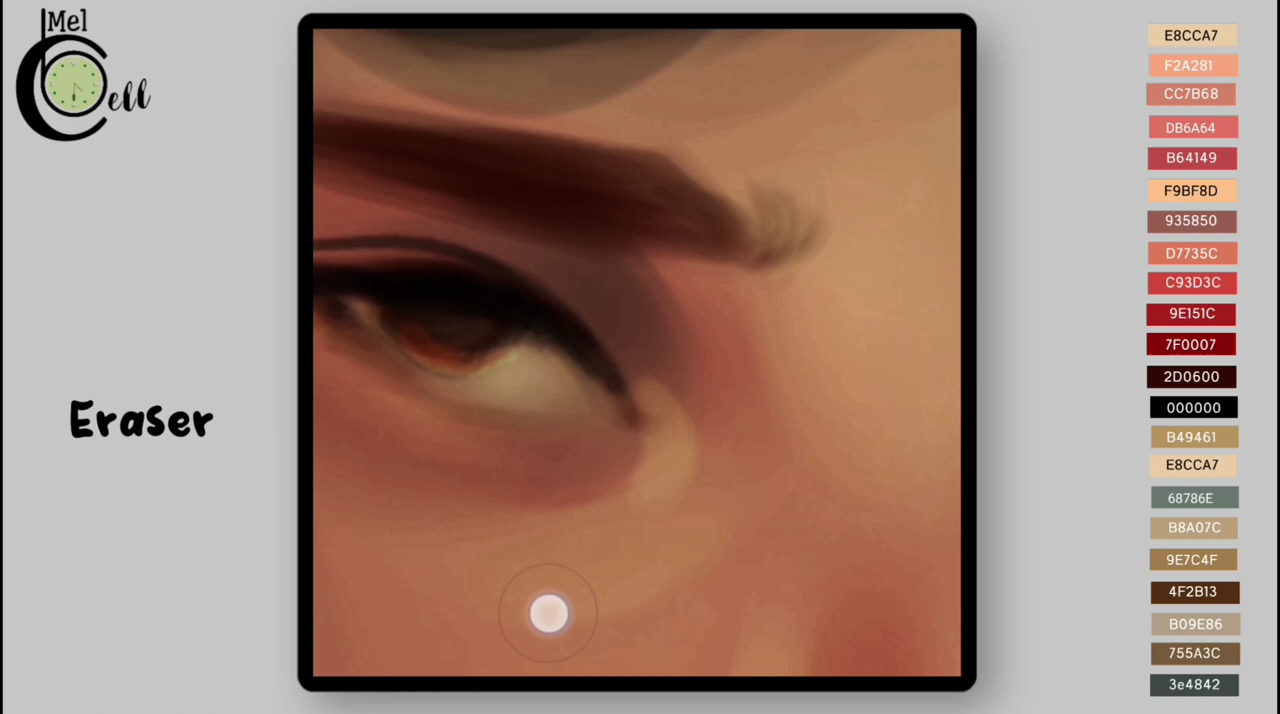 Mel
Cell
Eraser
E8CCA7
F2A281
CC7B68
DB6A64
B64149
F9BF8D
935850
D7735C
C93D3C
9E151C
7F0007
2D0600
000000
B49461
E8CCA7
68786E
B8A07C
9E7C4F
4F2B13
B09E86
755A3C
3e4842